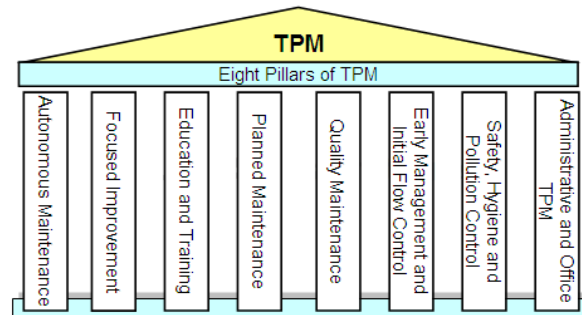 TPM
Eight Pillars of TPM
Autonomous Maintenance
Focused Improvement
Education and Training
Planned Maintenance
Quality Maintenance
Early Management and
Initial Flow Control
Safety, Hygiene and
Pollution Control
Administrative and Office
TPM